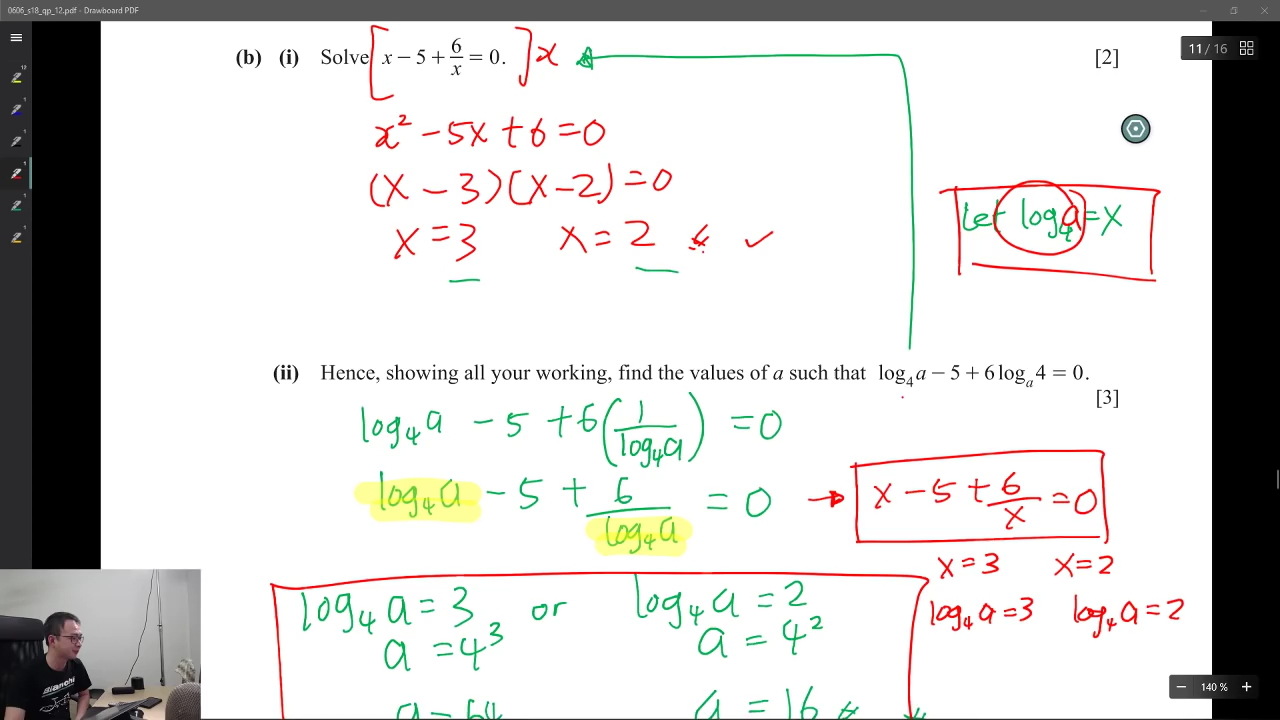 0606_s18_qp_12.pdf - Drawboard PDF
11 / 16
(b) (i) Solve [ x − 5 + 6/x = 0. ] x [2]
x² − 5x + 6 = 0
(x − 3)(x − 2) = 0
x = 3 x = 2 ✓
Let log₄a = x
(ii) Hence, showing all your working, find the values of a such that log₄ a − 5 + 6 logₐ 4 = 0.
[3]
log₄a − 5 + 6(1/log₄a) = 0
log₄a − 5 + 6/log₄a = 0 → x − 5 + 6/x = 0
x = 3 x = 2
log₄a = 3 or log₄a = 2
log₄a = 3 log₄a = 2
a = 4³ a = 4²
a = 64 a = 16
Bianchi
140 %